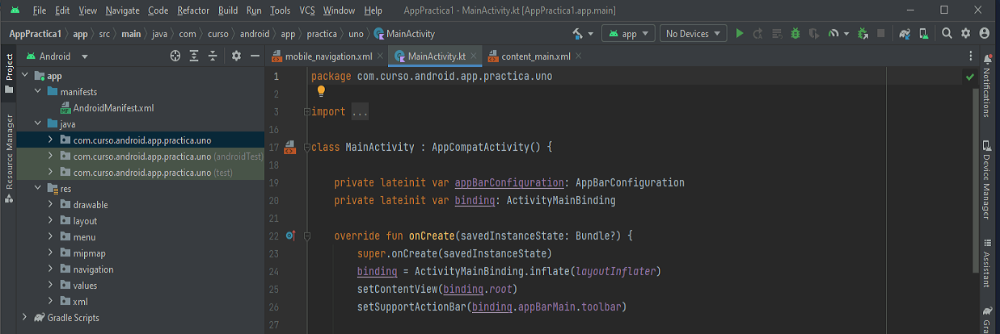 File Edit View Navigate Code Refactor Build Run Tools VCS Window Help AppPractica1 - MainActivity.kt [AppPractica1.app.main]
AppPractica1 app src main java com curso android app practica uno MainActivity app No Devices
Project
Resource Manager
Android
app
manifests
AndroidManifest.xml
java
com.curso.android.app.practica.uno
com.curso.android.app.practica.uno (androidTest)
com.curso.android.app.practica.uno (test)
res
drawable
layout
menu
mipmap
navigation
values
xml
Gradle Scripts
mobile_navigation.xml MainActivity.kt content_main.xml
1 package com.curso.android.app.practica.uno
2
3 import ...
16
17 class MainActivity : AppCompatActivity() {
18
19 private lateinit var appBarConfiguration: AppBarConfiguration
20 private lateinit var binding: ActivityMainBinding
21
22 override fun onCreate(savedInstanceState: Bundle?) {
23 super.onCreate(savedInstanceState)
24 binding = ActivityMainBinding.inflate(layoutInflater)
25 setContentView(binding.root)
26 setSupportActionBar(binding.appBarMain.toolbar)
27
Notifications
Device Manager
Assistant